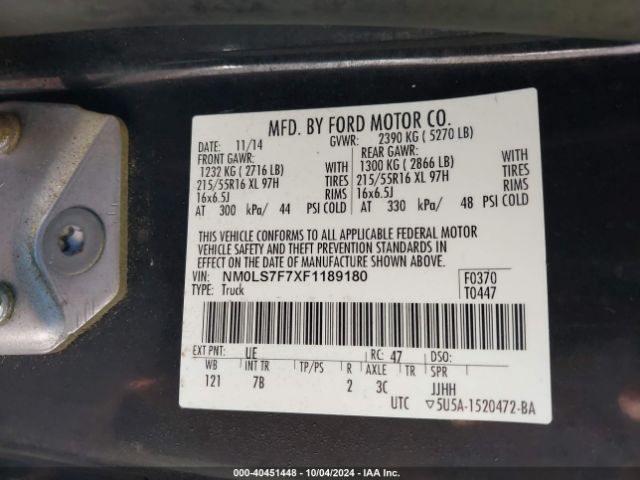 MFD. BY FORD MOTOR CO.
DATE: 11/14 GVWR: 2390 KG ( 5270 LB)
FRONT GAWR: REAR GAWR:
1232 KG ( 2716 LB) WITH 1300 KG ( 2866 LB) WITH
215/55R16 XL 97H TIRES 215/55R16 XL 97H TIRES
16x6.5J RIMS 16x6.5J RIMS
AT 300 kPa/ 44 PSI COLD AT 330 kPa/ 48 PSI COLD
THIS VEHICLE CONFORMS TO ALL APPLICABLE FEDERAL MOTOR
VEHICLE SAFETY AND THEFT PREVENTION STANDARDS IN
EFFECT ON THE DATE OF MANUFACTURE SHOWN ABOVE.
VIN: NM0LS7F7XF1189180 F0370
TYPE: Truck T0447
EXT PNT: UE RC: 47 DSO:
WB INT TR TP/PS R AXLE TR SPR
121 7B 2 3C JJHH
UTC ▽5U5A-1520472-BA
000-40451448 - 10/04/2024 - IAA Inc.